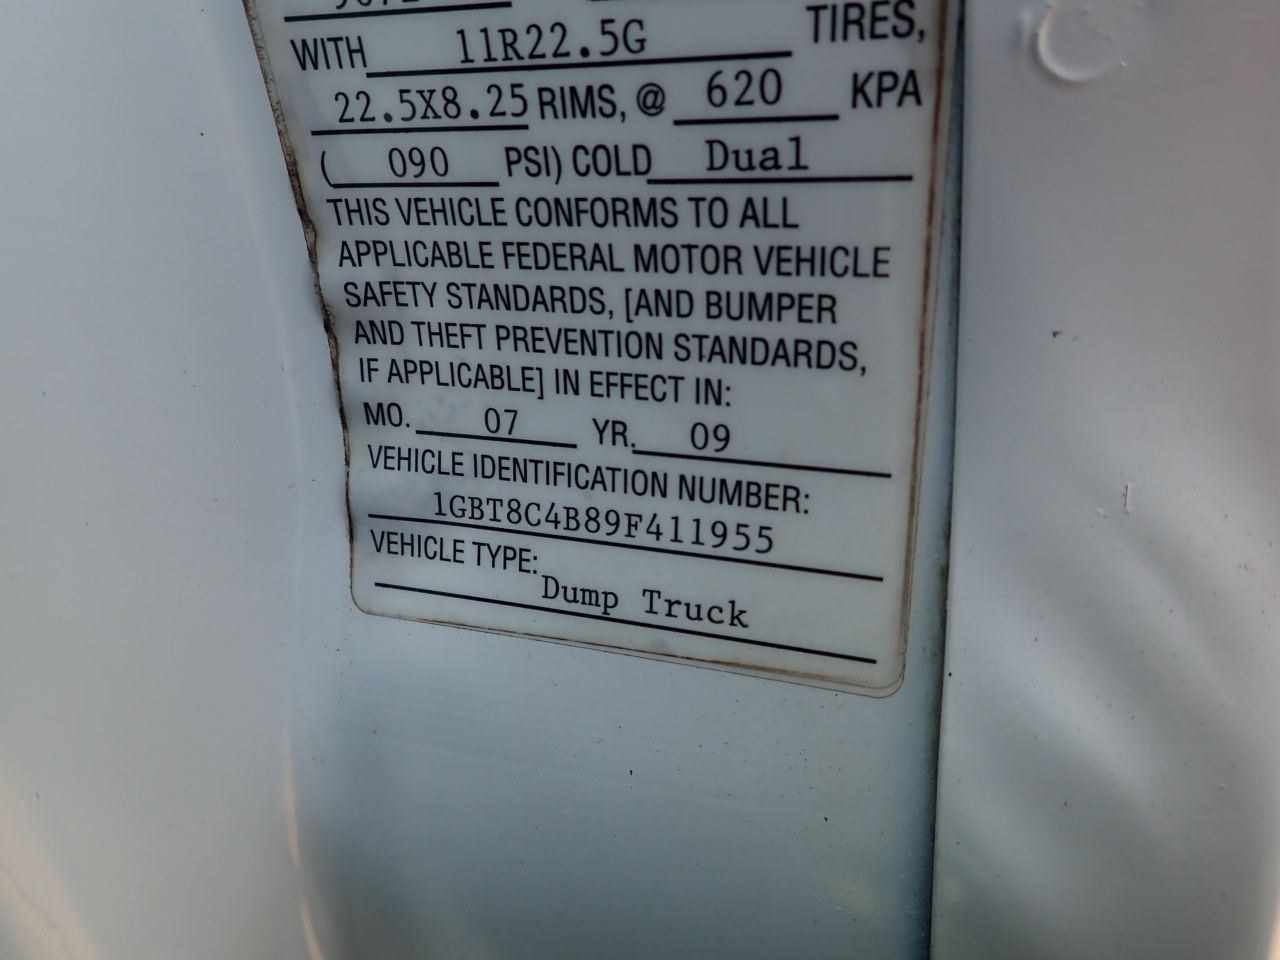 WITH 11R22.5G TIRES,
22.5X8.25 RIMS, @ 620 KPA
( 090 PSI) COLD Dual
THIS VEHICLE CONFORMS TO ALL
APPLICABLE FEDERAL MOTOR VEHICLE
SAFETY STANDARDS, [AND BUMPER
AND THEFT PREVENTION STANDARDS,
IF APPLICABLE] IN EFFECT IN:
MO. 07 YR. 09
VEHICLE IDENTIFICATION NUMBER:
1GBT8C4B89F411955
VEHICLE TYPE:
Dump Truck